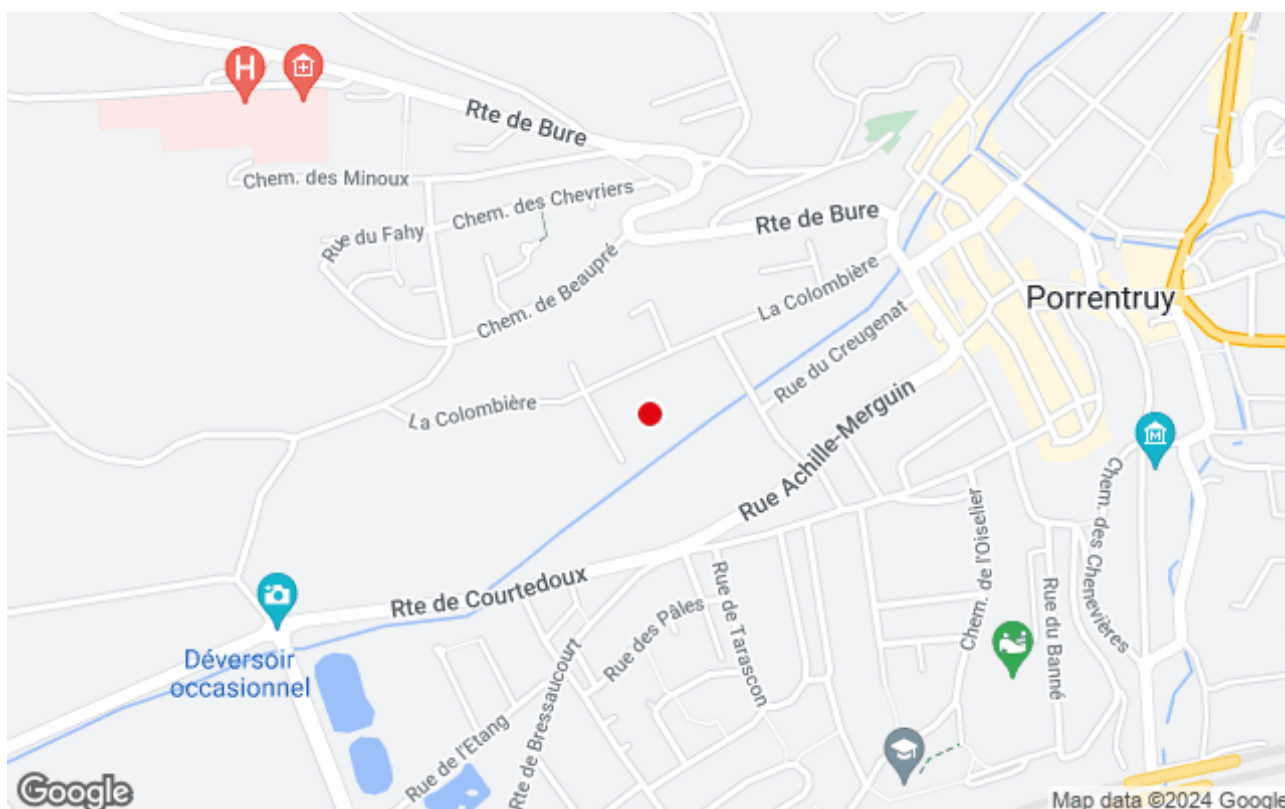 H
Rte de Bure
Chem. des Minoux
Chem. des Chevriers
Rue du Fahy
Rte de Bure
Chem. de Beaupré
La Colombière
Porrentruy
Rue du Creugenat
La Colombière
Rue Achille-Merguin
M
Chem. des Chenevières
Chem. de l'Oiselier
Rte de Courtedoux
Rue de Tarascon
Rue des Pâles
Rue du Banné
Déversoir
occasionnel
Rte de Bressaucourt
Rue de l'Etang
Google
Map data ©2024 Google